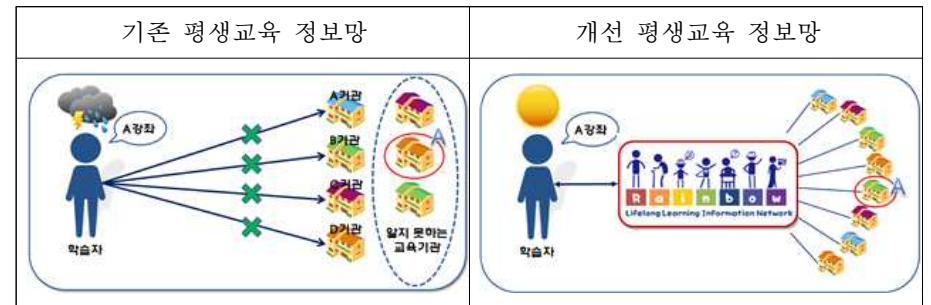 기존 평생교육 정보망
개선 평생교육 정보망
A강좌
A기관
B기관
C기관
D기관
A
학습자
알지 못하는
교육기관
A강좌
Rainbow
Lifelong Learning Information Network
A
학습자